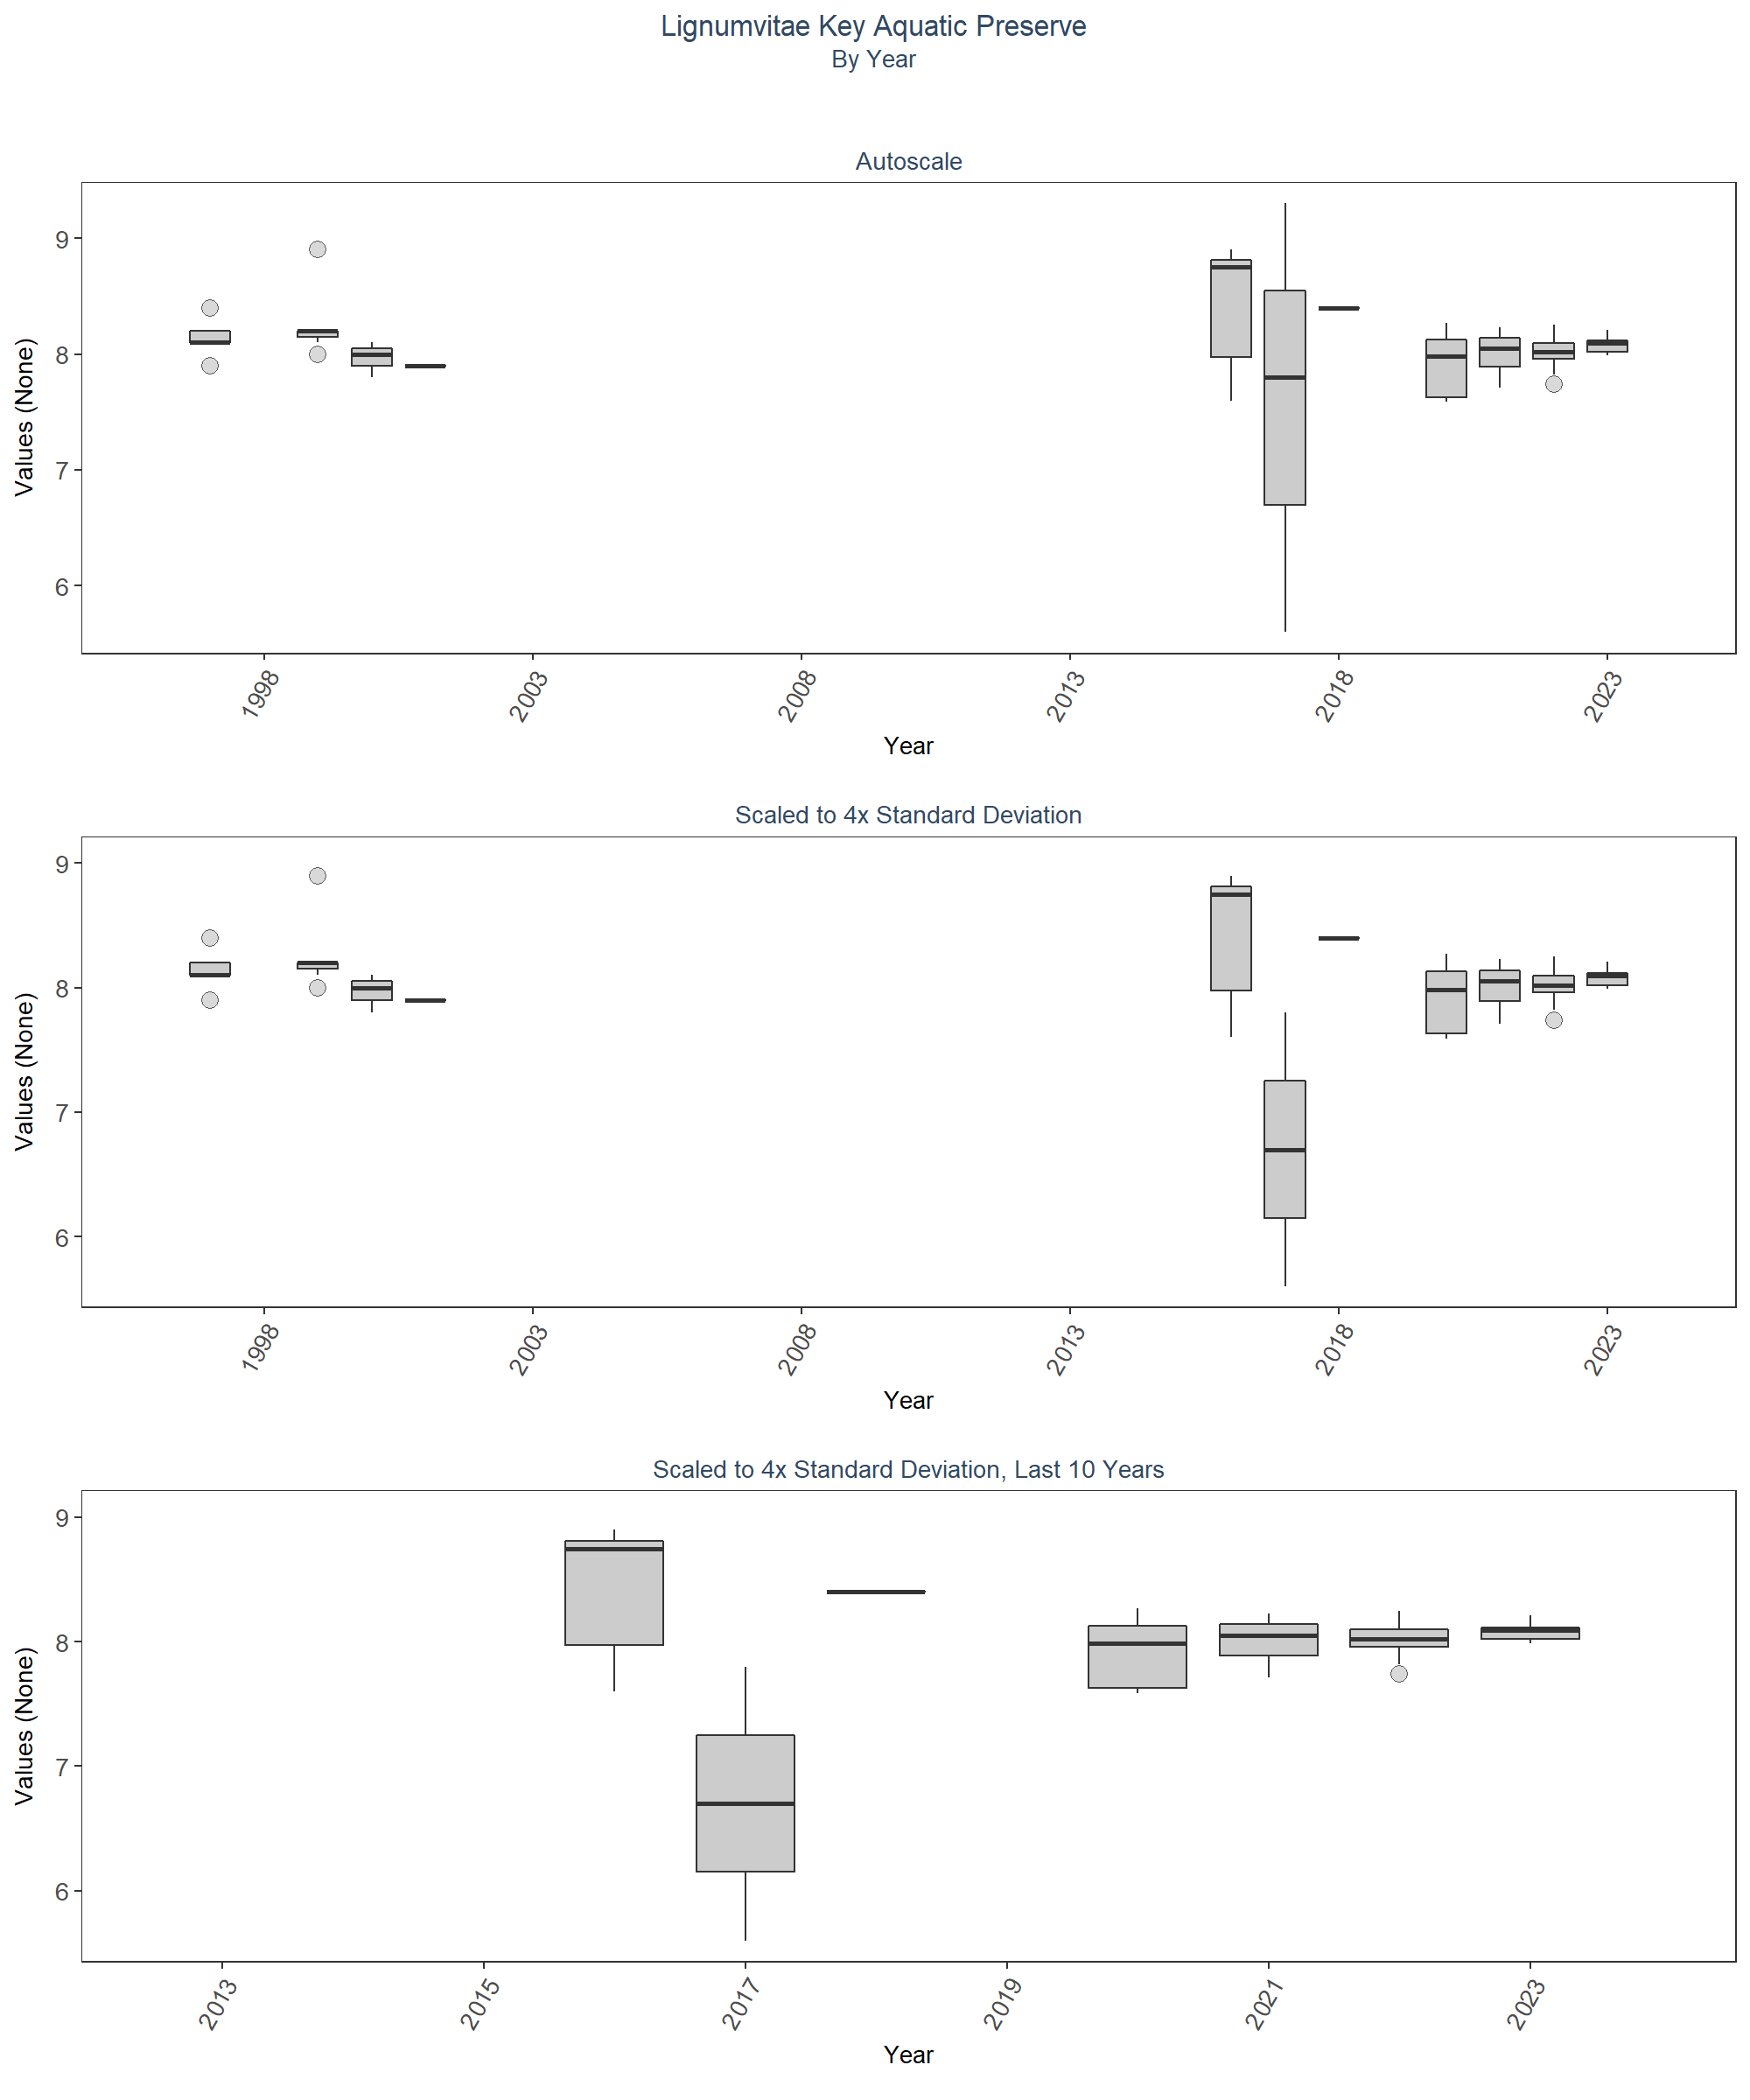 Lignumvitae Key Aquatic Preserve
By Year
Autoscale
Values (None)
9
8
7
6
1998
2003
2008
2013
2018
2023
Year
Scaled to 4x Standard Deviation
Values (None)
9
8
7
6
1998
2003
2008
2013
2018
2023
Year
Scaled to 4x Standard Deviation, Last 10 Years
Values (None)
9
8
7
6
2013
2015
2017
2019
2021
2023
Year